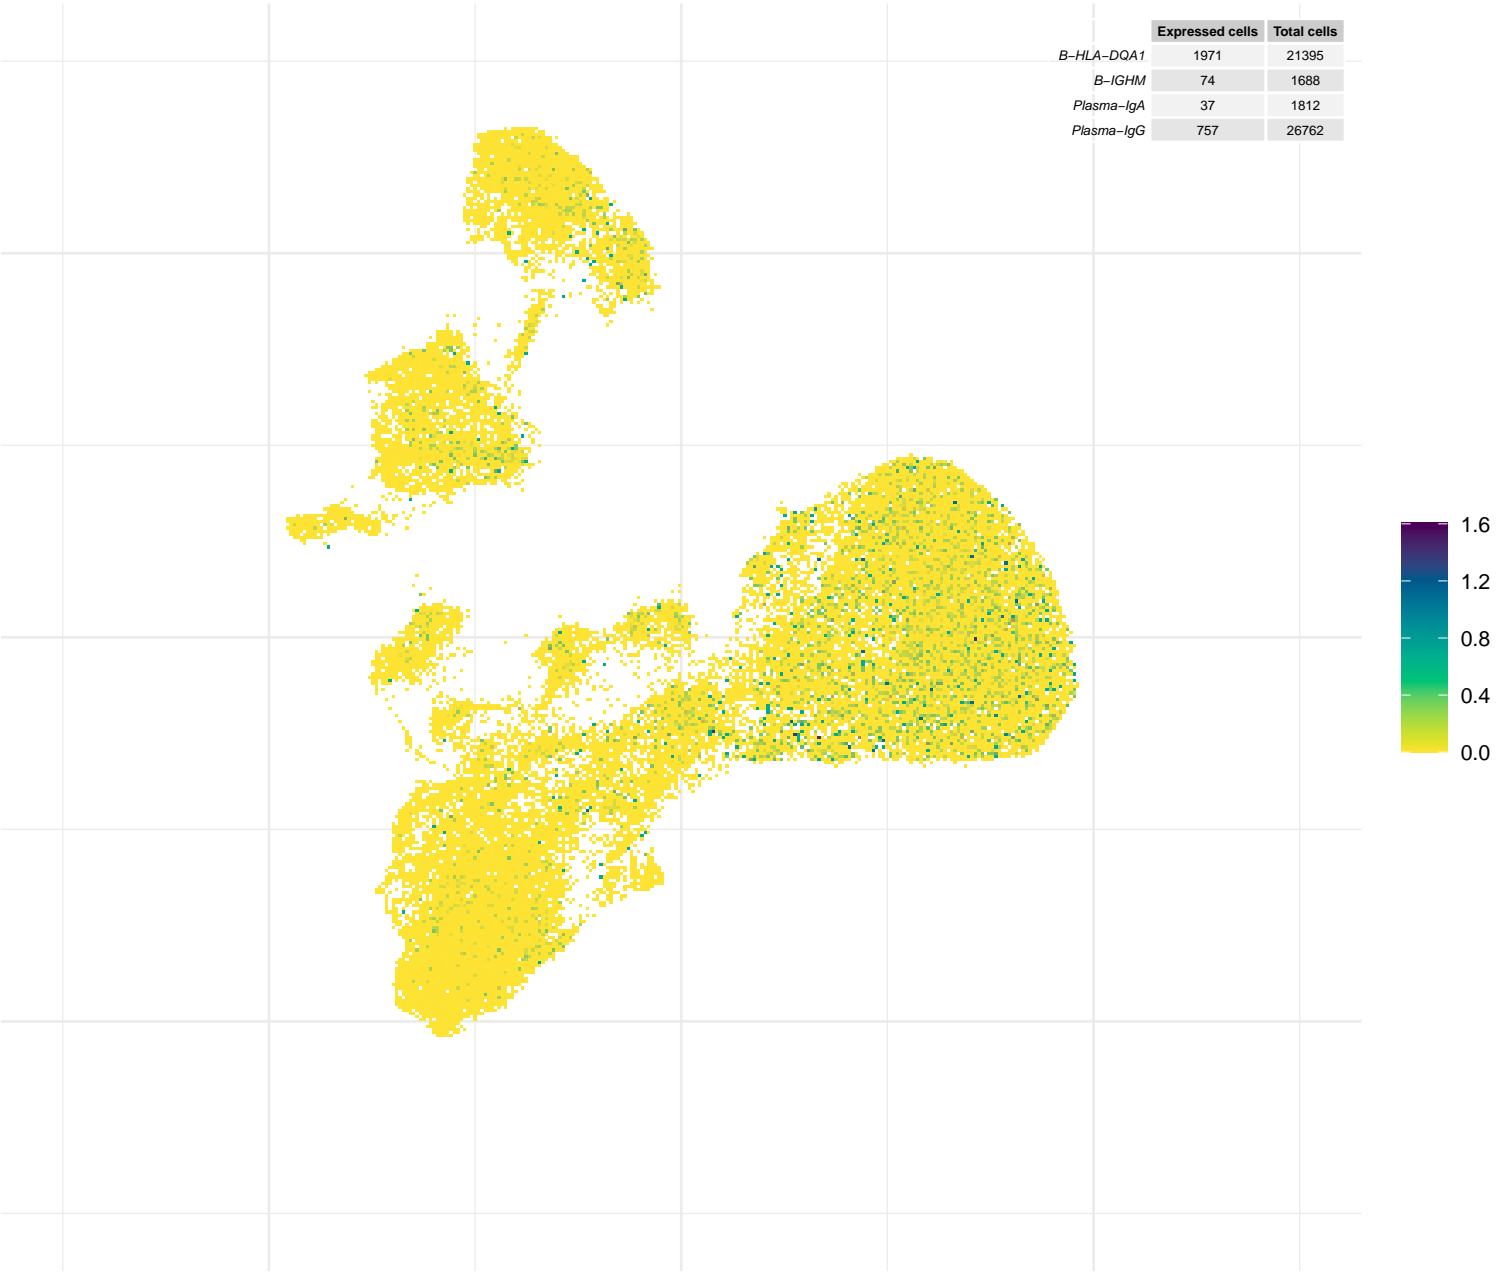 Expressed cells Total cells
B−HLA−DQA1 1971 21395
B−IGHM 74 1688
Plasma−IgA 37 1812
Plasma−IgG 757 26762
1.6
1.2
0.8
0.4
0.0